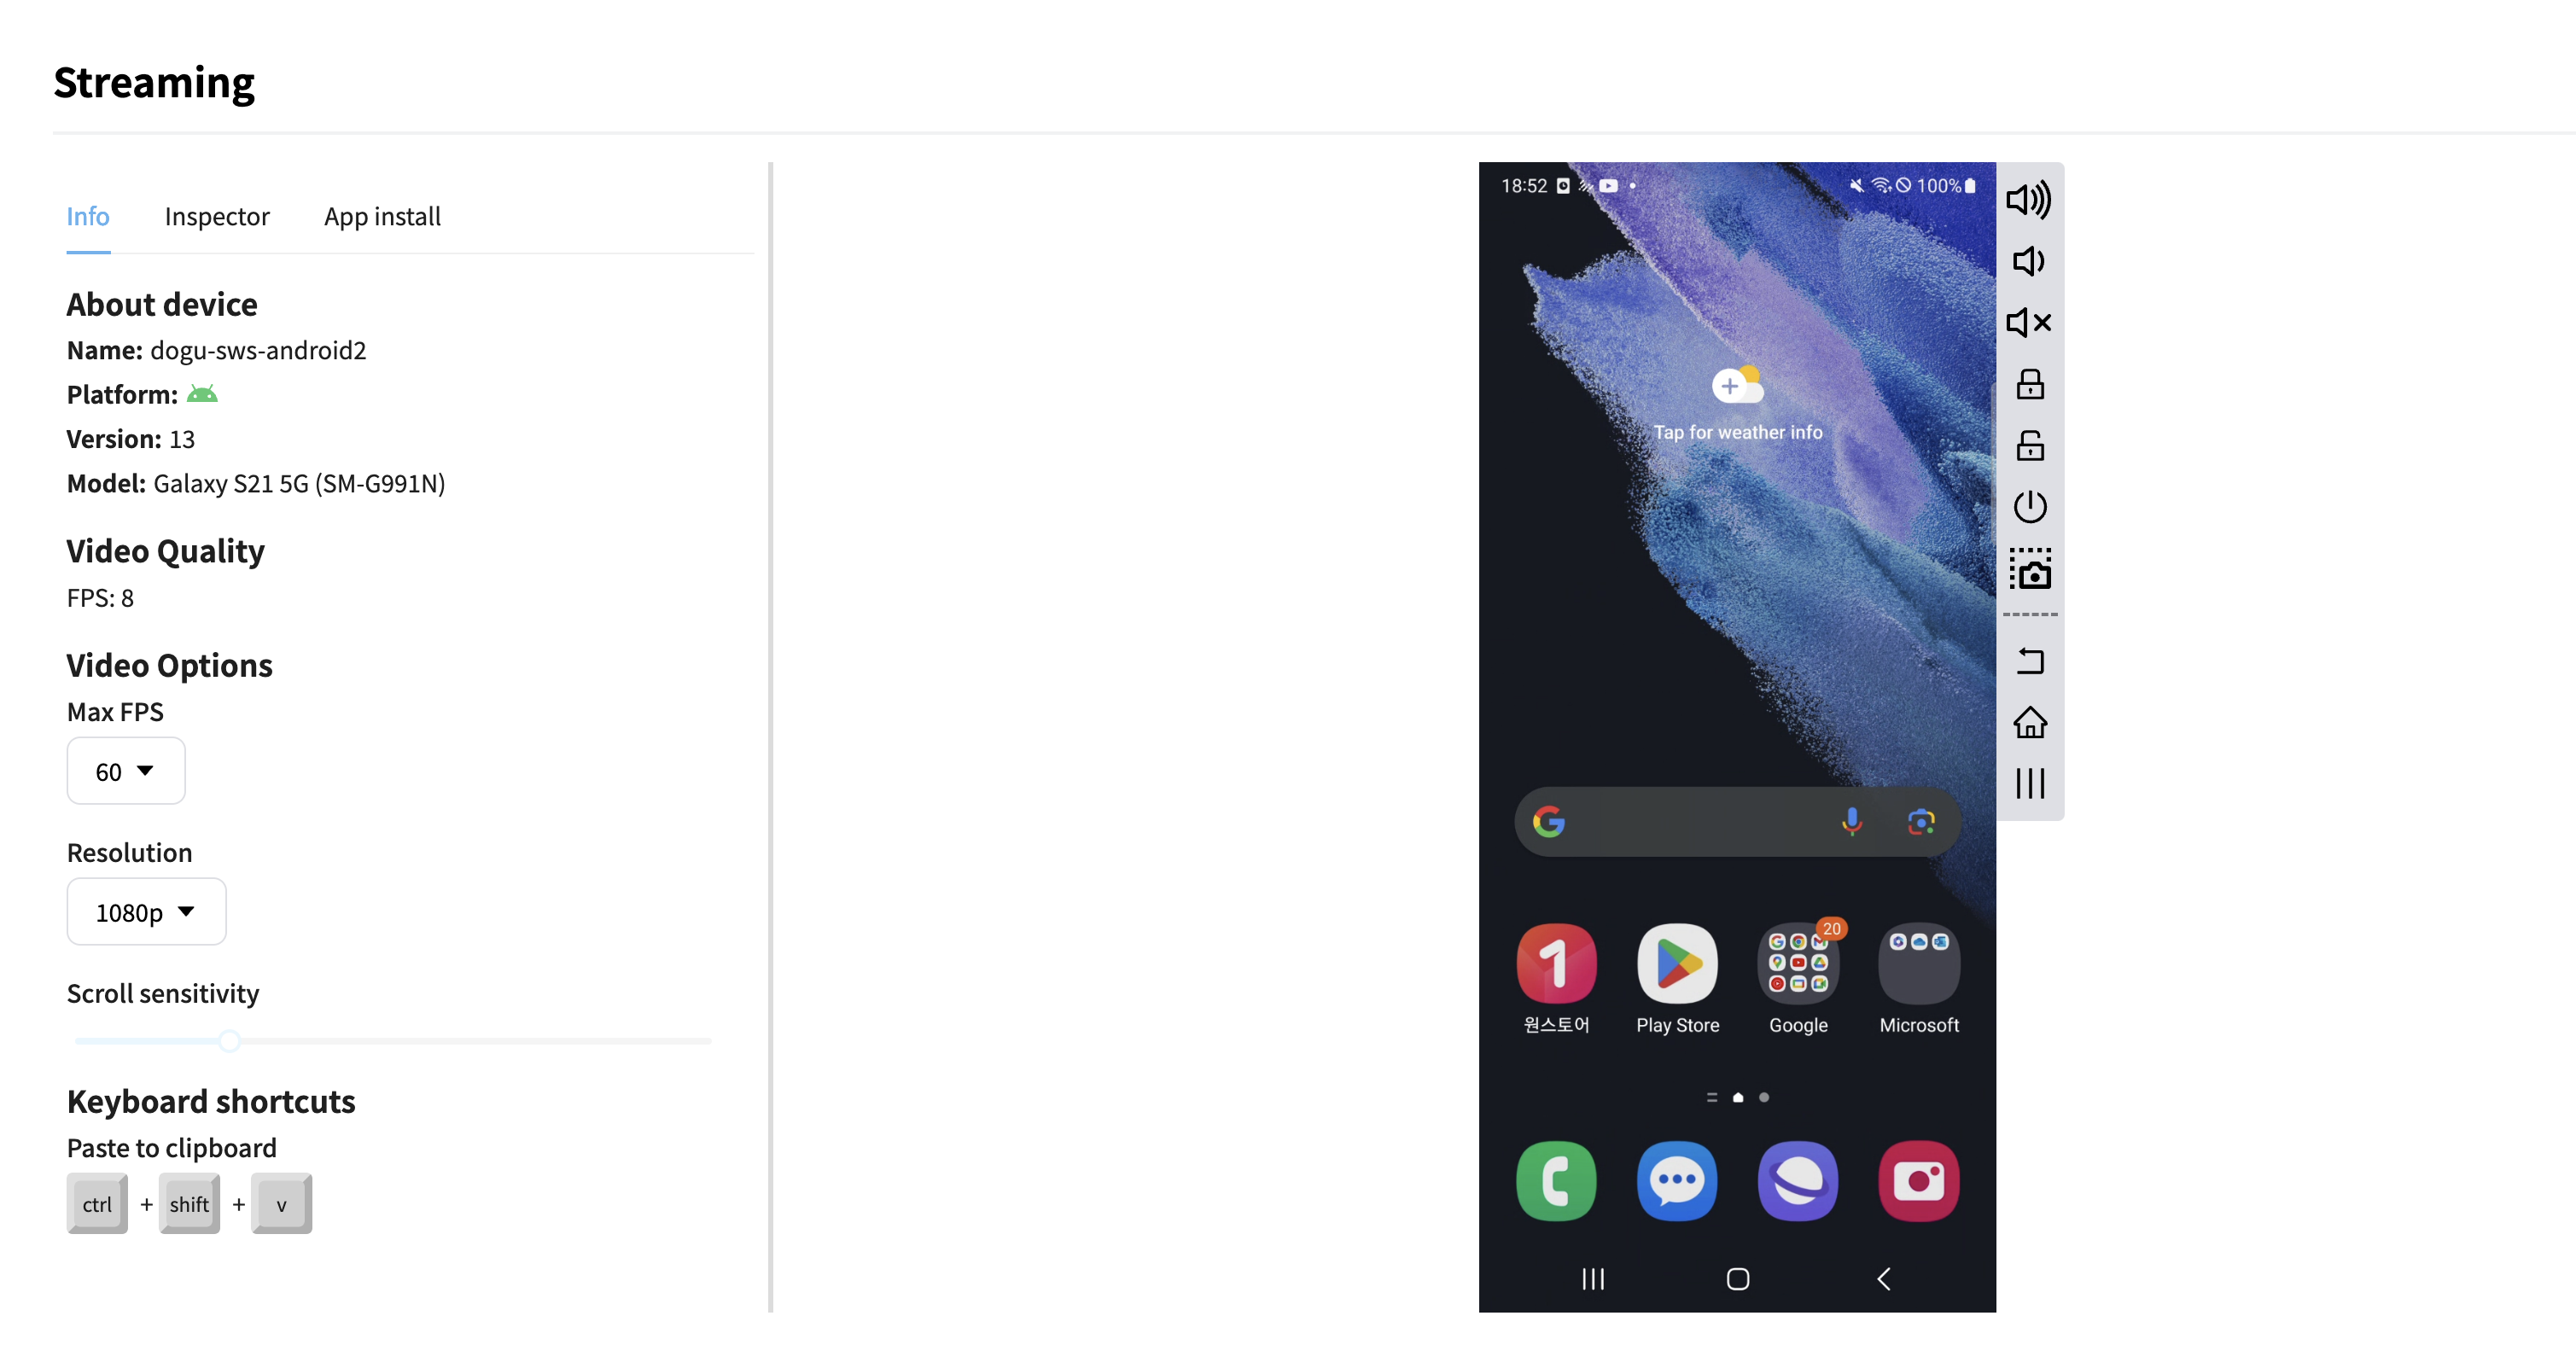 Streaming
Info Inspector App install
About device
Name: dogu-sws-android2
Platform:
Version: 13
Model: Galaxy S21 5G (SM-G991N)
Video Quality
FPS: 8
Video Options
Max FPS
60
Resolution
1080p
Scroll sensitivity
Keyboard shortcuts
Paste to clipboard
ctrl + shift + v
18:52 100%
Tap for weather info
20
원스토어 Play Store Google Microsoft